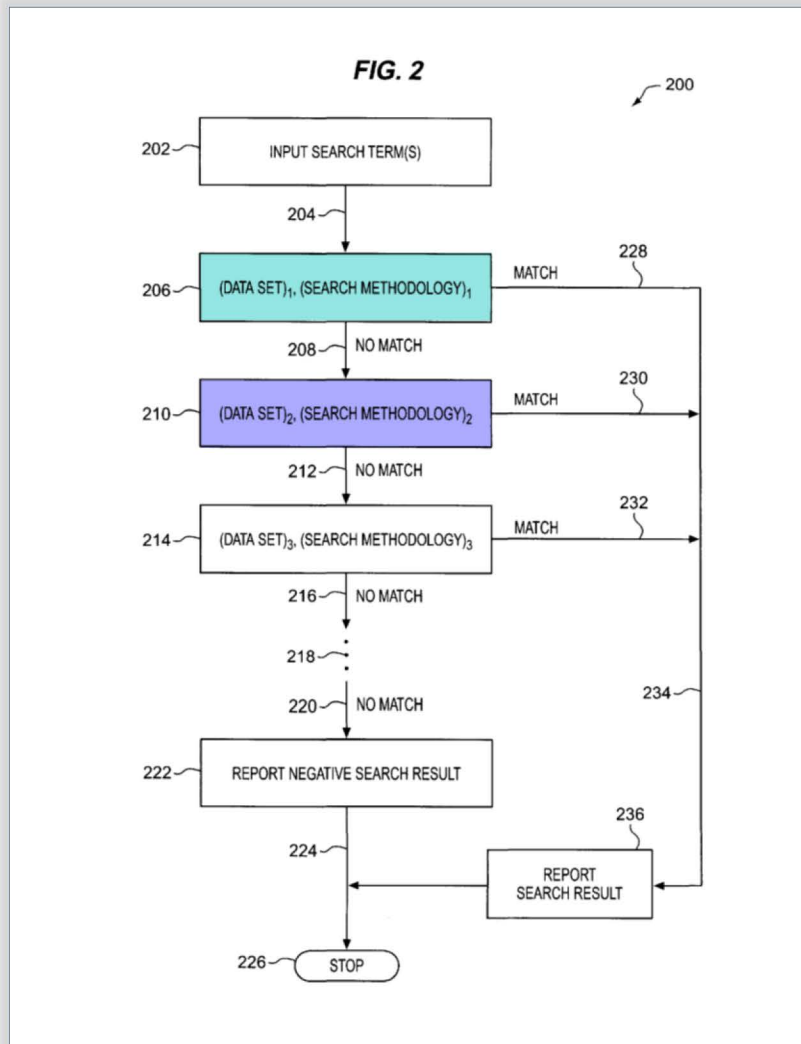 FIG. 2
200
202
INPUT SEARCH TERM(S)
204
206
(DATA SET)₁, (SEARCH METHODOLOGY)₁
MATCH
228
208
NO MATCH
210
(DATA SET)₂, (SEARCH METHODOLOGY)₂
MATCH
230
212
NO MATCH
214
(DATA SET)₃, (SEARCH METHODOLOGY)₃
MATCH
232
216
NO MATCH
218
220
NO MATCH
234
222
REPORT NEGATIVE SEARCH RESULT
224
236
REPORT
SEARCH RESULT
226
STOP